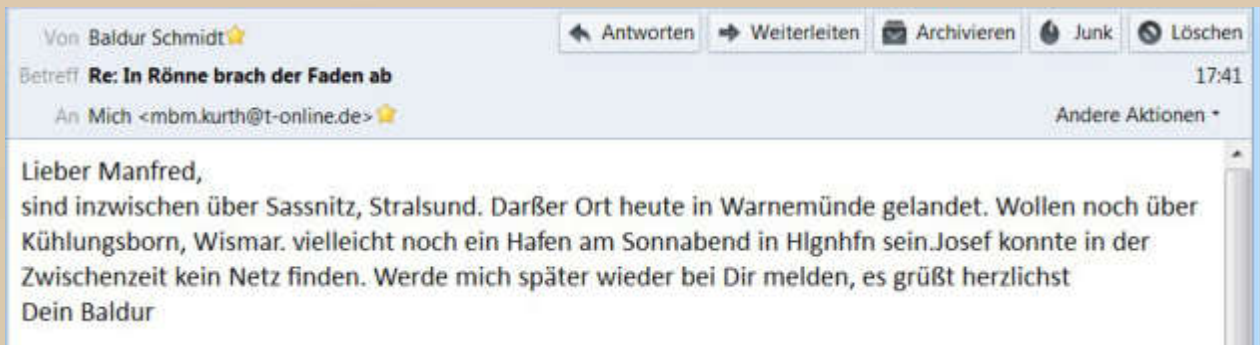 Von Baldur Schmidt Antworten Weiterleiten Archivieren Junk Löschen
Betreff Re: In Rönne brach der Faden ab 17:41
An Mich <mbm.kurth@t-online.de> Andere Aktionen
Lieber Manfred,
sind inzwischen über Sassnitz, Stralsund. Darßer Ort heute in Warnemünde gelandet. Wollen noch über
Kühlungsborn, Wismar. vielleicht noch ein Hafen am Sonnabend in Hlgnhfn sein.Josef konnte in der
Zwischenzeit kein Netz finden. Werde mich später wieder bei Dir melden, es grüßt herzlichst
Dein Baldur